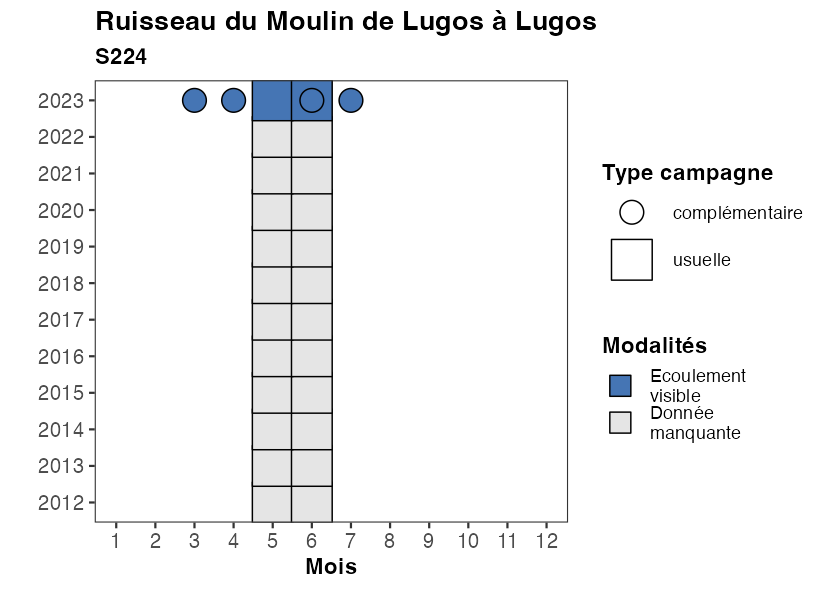 Ruisseau du Moulin de Lugos à Lugos
S224
2023
2022
2021
2020
2019
2018
2017
2016
2015
2014
2013
2012
1 2 3 4 5 6 7 8 9 10 11 12
Mois
Type campagne
complémentaire
usuelle
Modalités
Ecoulement
visible
Donnée
manquante